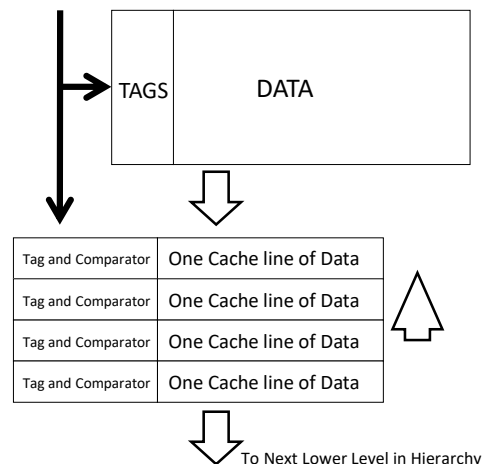 TAGS DATA
Tag and Comparator One Cache line of Data
Tag and Comparator One Cache line of Data
Tag and Comparator One Cache line of Data
Tag and Comparator One Cache line of Data
To Next Lower Level in Hierarchy